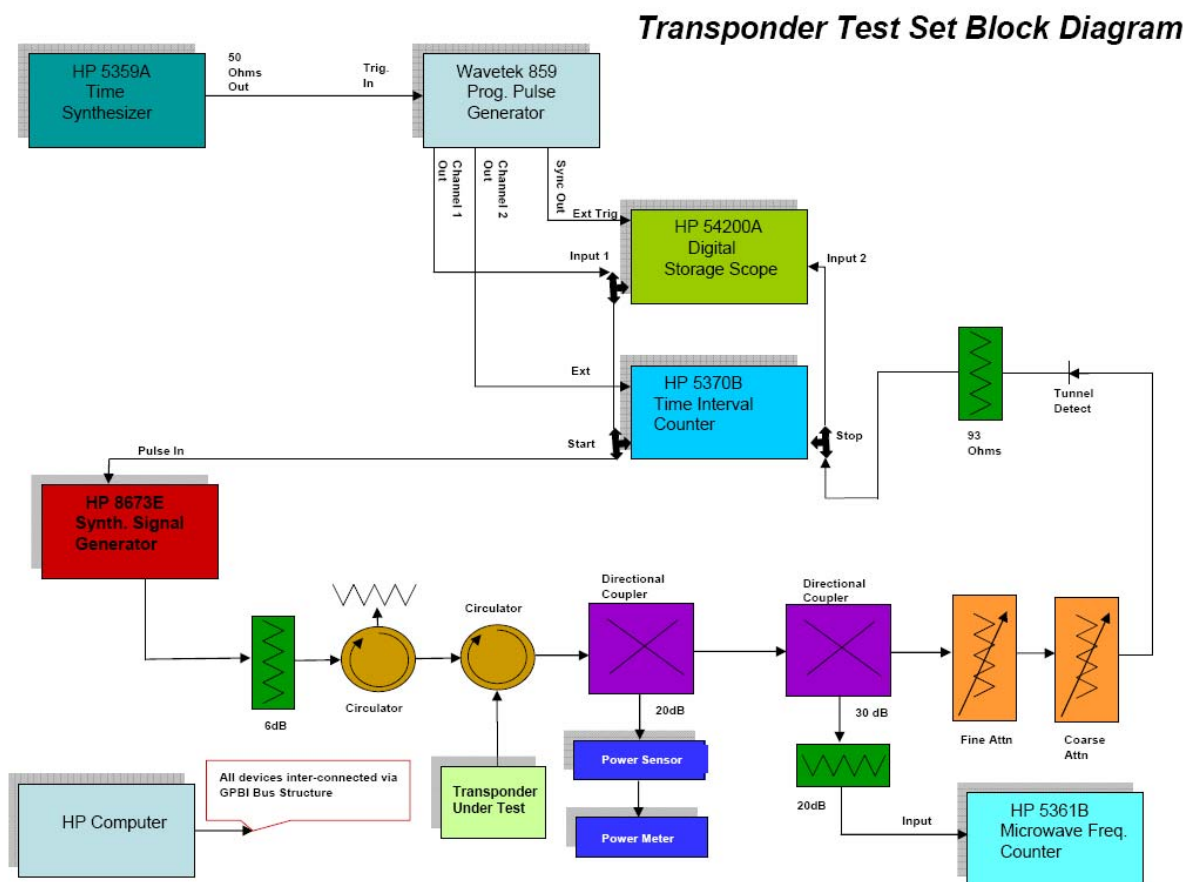 Transponder Test Set Block Diagram
HP 5359A
Time
Synthesizer
50
Ohms
Out
Trig.
In
Wavetek 859
Prog. Pulse
Generator
Channel 1
Out
Channel 2
Out
Sync Out
Ext Trig
HP 54200A
Digital
Storage Scope
Input 1
Input 2
Ext
HP 5370B
Time Interval
Counter
Start
Stop
93
Ohms
Tunnel
Detect
Pulse In
HP 8673E
Synth. Signal
Generator
6dB
Circulator
Circulator
Directional
Coupler
20dB
Directional
Coupler
30 dB
Fine Attn
Coarse
Attn
Power Sensor
Power Meter
Transponder
Under Test
20dB
Input
HP 5361B
Microwave Freq.
Counter
HP Computer
All devices inter-connected via
GPBI Bus Structure